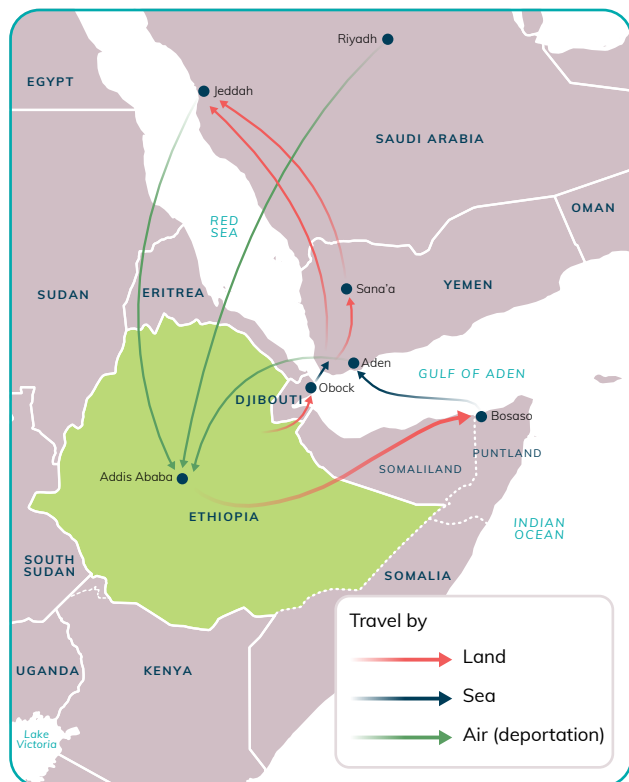 Riyadh
EGYPT
Jeddah
SAUDI ARABIA
OMAN
RED
SEA
SUDAN
ERITREA
Sana’a
YEMEN
Aden
GULF OF ADEN
Obock
DJIBOUTI
Bosaso
PUNTLAND
SOMALILAND
Addis Ababa
ETHIOPIA
INDIAN
OCEAN
SOUTH
SUDAN
SOMALIA
UGANDA
KENYA
Lake
Victoria
Travel by
Land
Sea
Air (deportation)